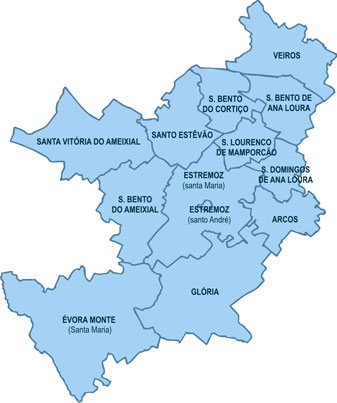 VEIROS
S. BENTO
DO CORTIÇO
S. BENTO DE
ANA LOURA
SANTA VITÓRIA DO AMEIXIAL
SANTO ESTÊVÃO
S. LOURENCO
DE MAMPORCÃO
ESTREMOZ
(santa Maria)
S. DOMINGOS
DE ANA LOURA
S. BENTO
DO AMEIXIAL
ESTREMOZ
(santo André)
ARCOS
GLÓRIA
ÉVORA MONTE
(Santa Maria)